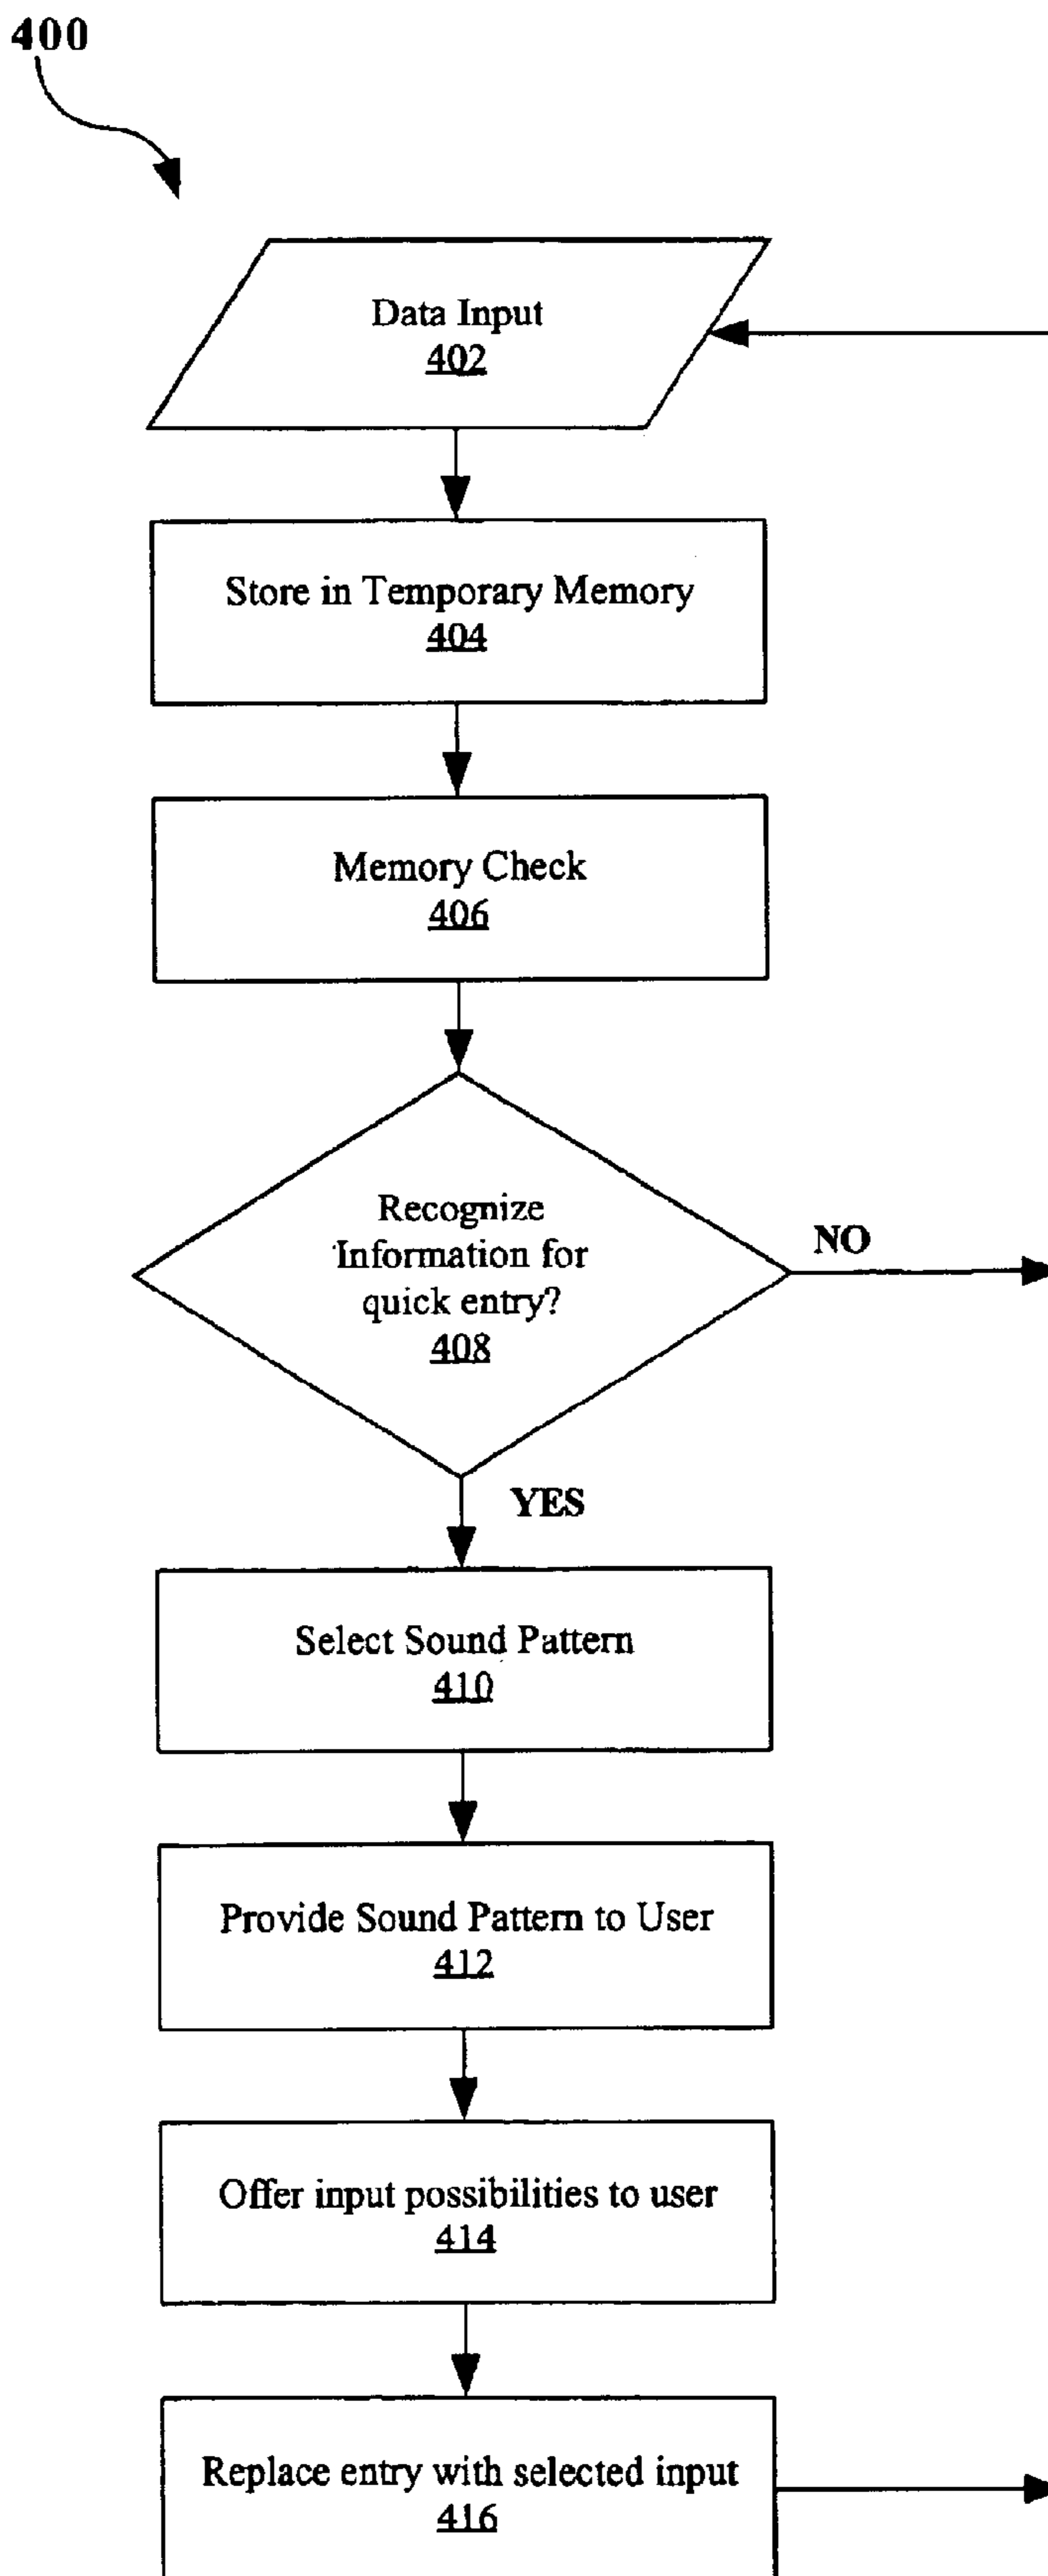 400
Data Input
402
Store in Temporary Memory
404
Memory Check
406
Recognize
Information for
quick entry?
408
NO
YES
Select Sound Pattern
410
Provide Sound Pattern to User
412
Offer input possibilities to user
414
Replace entry with selected input
416